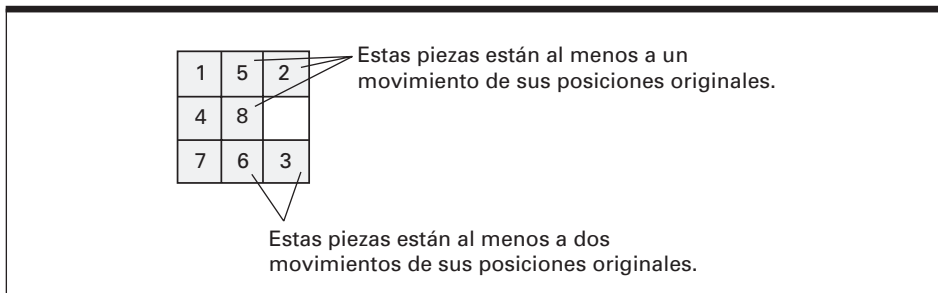 Estas piezas están al menos a un
movimiento de sus posiciones originales.
1 5 2
4 8
7 6 3
Estas piezas están al menos a dos
movimientos de sus posiciones originales.